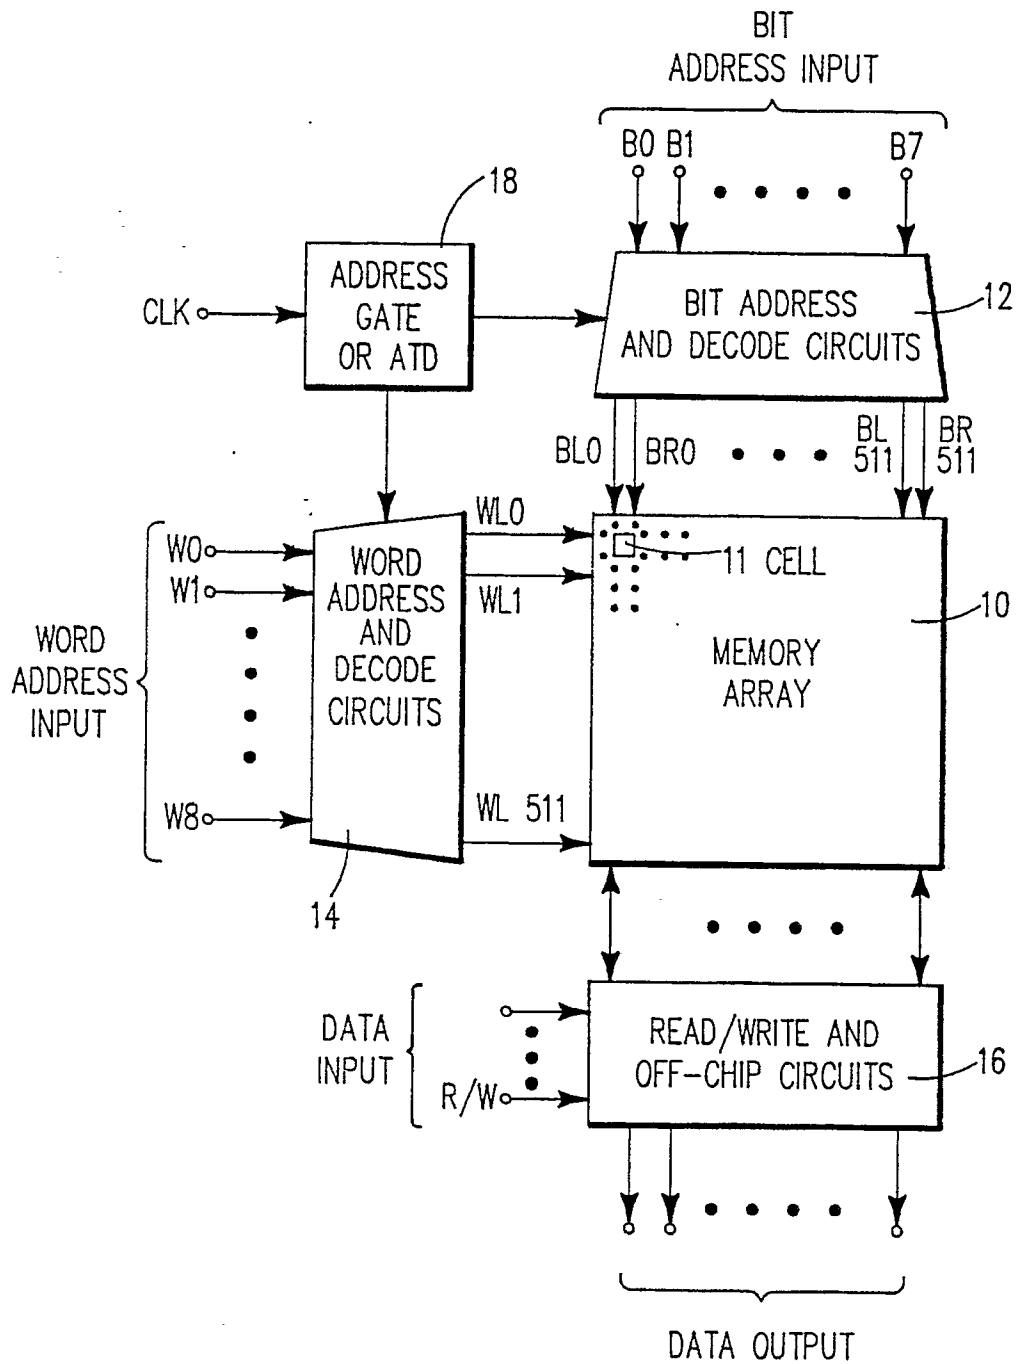 BIT
ADDRESS INPUT
B0 B1 B7
18
ADDRESS
GATE
OR ATD
CLK
BIT ADDRESS
AND DECODE CIRCUITS
12
BL0 BR0
BL
511
BR
511
WORD
ADDRESS
INPUT
W0
W1
W8
WORD
ADDRESS
AND
DECODE
CIRCUITS
14
WL0
WL1
WL 511
11 CELL
10
MEMORY
ARRAY
DATA
INPUT
R/W
READ/WRITE AND
OFF-CHIP CIRCUITS
16
DATA OUTPUT